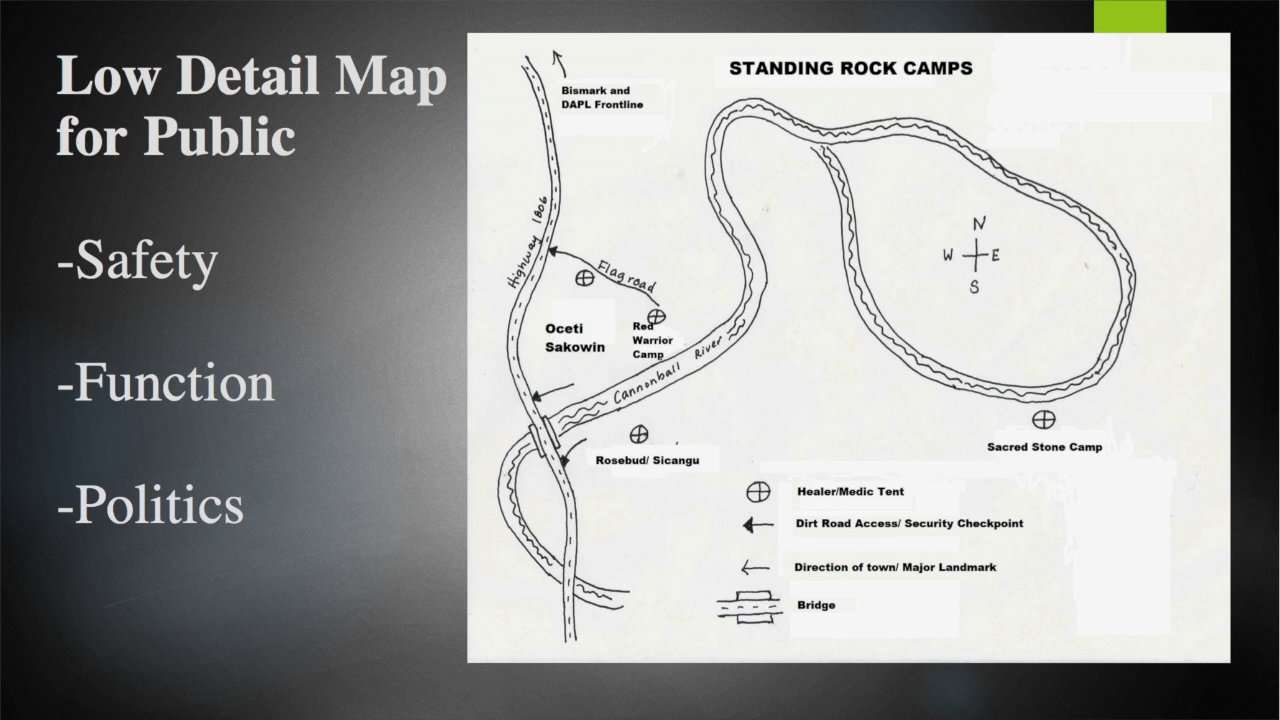 Low Detail Map
for Public
-Safety
-Function
-Politics
STANDING ROCK CAMPS
Bismark and
DAPL Frontline
Highway 1806
Flag road
N
W E
S
Oceti
Sakowin
Red
Warrior
Camp
Cannonball River
Rosebud/ Sicangu
Sacred Stone Camp
Healer/Medic Tent
Dirt Road Access/ Security Checkpoint
Direction of town/ Major Landmark
Bridge